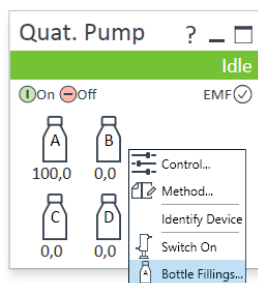 Quat. Pump ?
Idle
On Off EMF
A B
100,0 0,0
C D
0,0 0,0
Control...
Method...
Identify Device
Switch On
A Bottle Fillings...